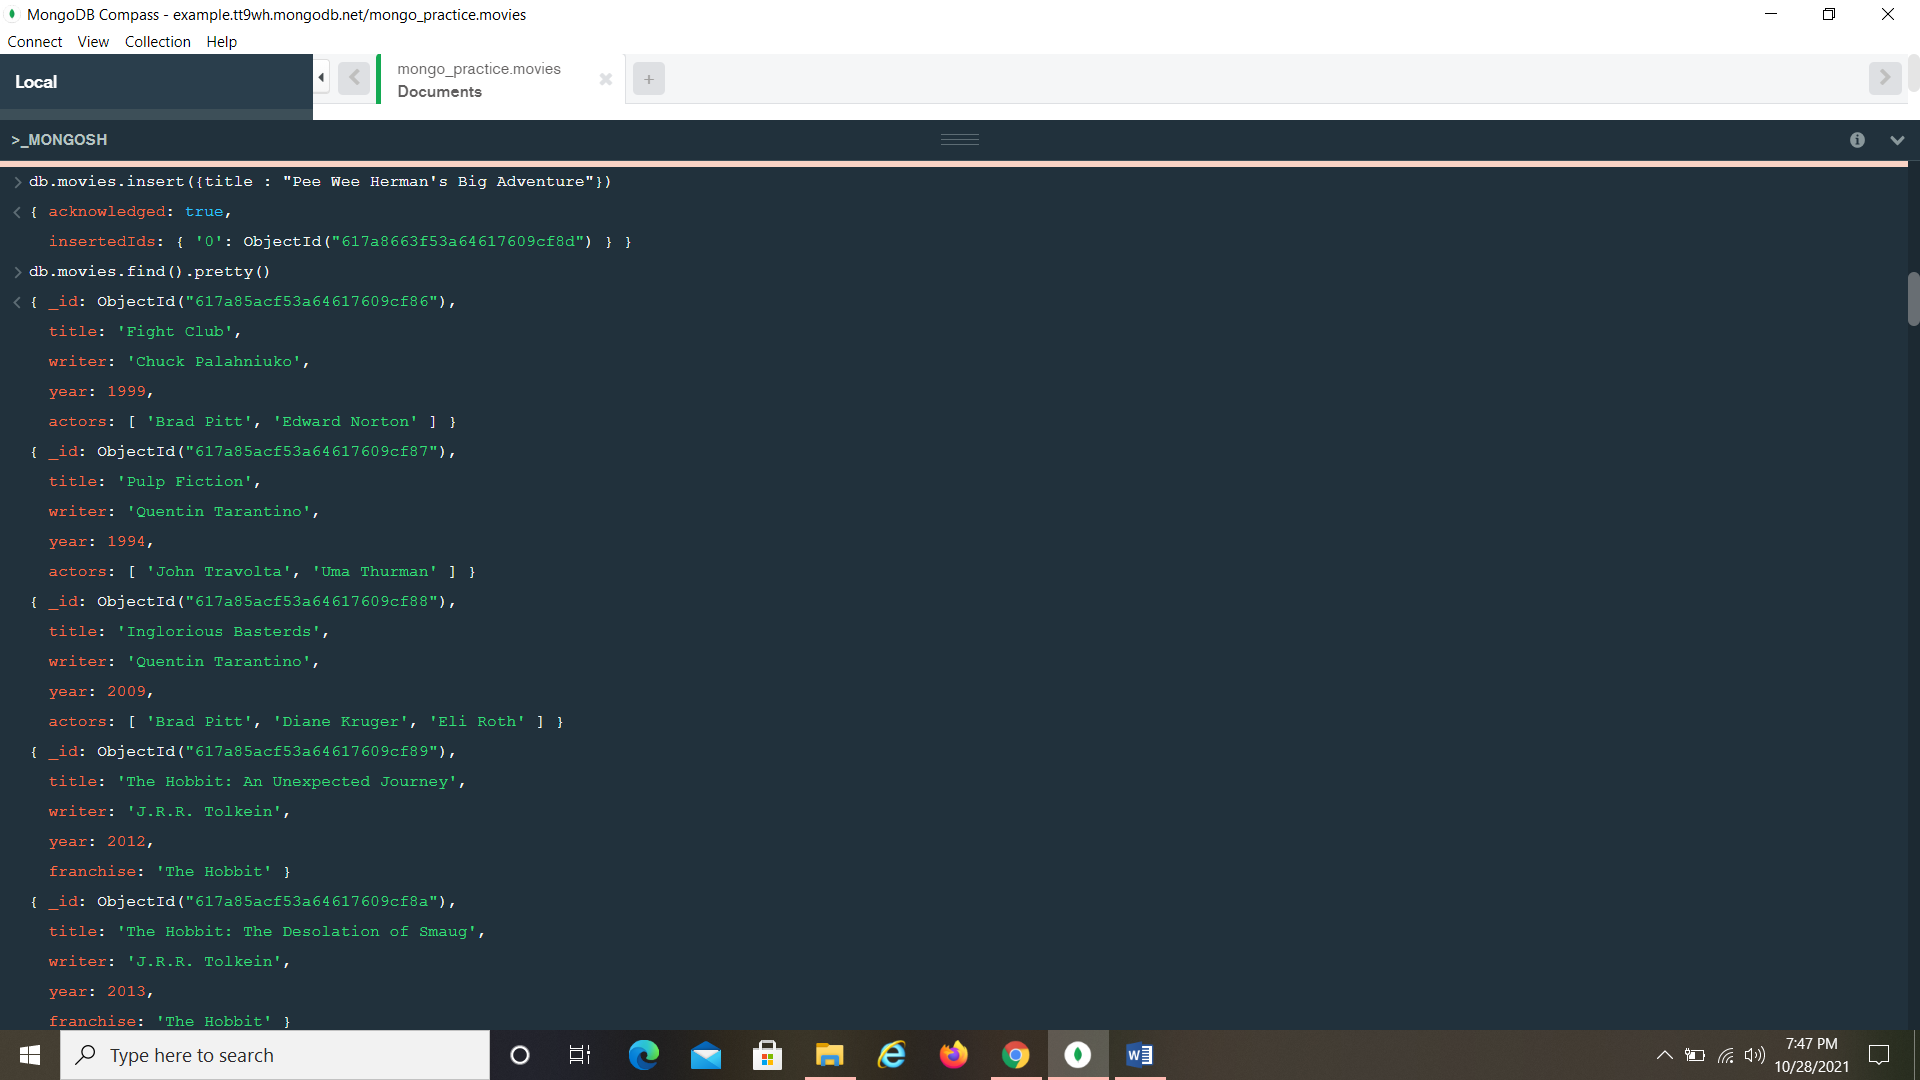 MongoDB Compass - example.tt9wh.mongodb.net/mongo_practice.movies
Connect View Collection Help
Local
mongo_practice.movies
Documents
>_MONGOSH
db.movies.insert({title : "Pee Wee Herman's Big Adventure"})
{ acknowledged: true,
insertedIds: { '0': ObjectId("617a8663f53a64617609cf8d") } }
db.movies.find().pretty()
{ _id: ObjectId("617a85acf53a64617609cf86"),
title: 'Fight Club',
writer: 'Chuck Palahniuko',
year: 1999,
actors: [ 'Brad Pitt', 'Edward Norton' ] }
{ _id: ObjectId("617a85acf53a64617609cf87"),
title: 'Pulp Fiction',
writer: 'Quentin Tarantino',
year: 1994,
actors: [ 'John Travolta', 'Uma Thurman' ] }
{ _id: ObjectId("617a85acf53a64617609cf88"),
title: 'Inglorious Basterds',
writer: 'Quentin Tarantino',
year: 2009,
actors: [ 'Brad Pitt', 'Diane Kruger', 'Eli Roth' ] }
{ _id: ObjectId("617a85acf53a64617609cf89"),
title: 'The Hobbit: An Unexpected Journey',
writer: 'J.R.R. Tolkein',
year: 2012,
franchise: 'The Hobbit' }
{ _id: ObjectId("617a85acf53a64617609cf8a"),
title: 'The Hobbit: The Desolation of Smaug',
writer: 'J.R.R. Tolkein',
year: 2013,
franchise: 'The Hobbit' }
Type here to search
7:47 PM
10/28/2021